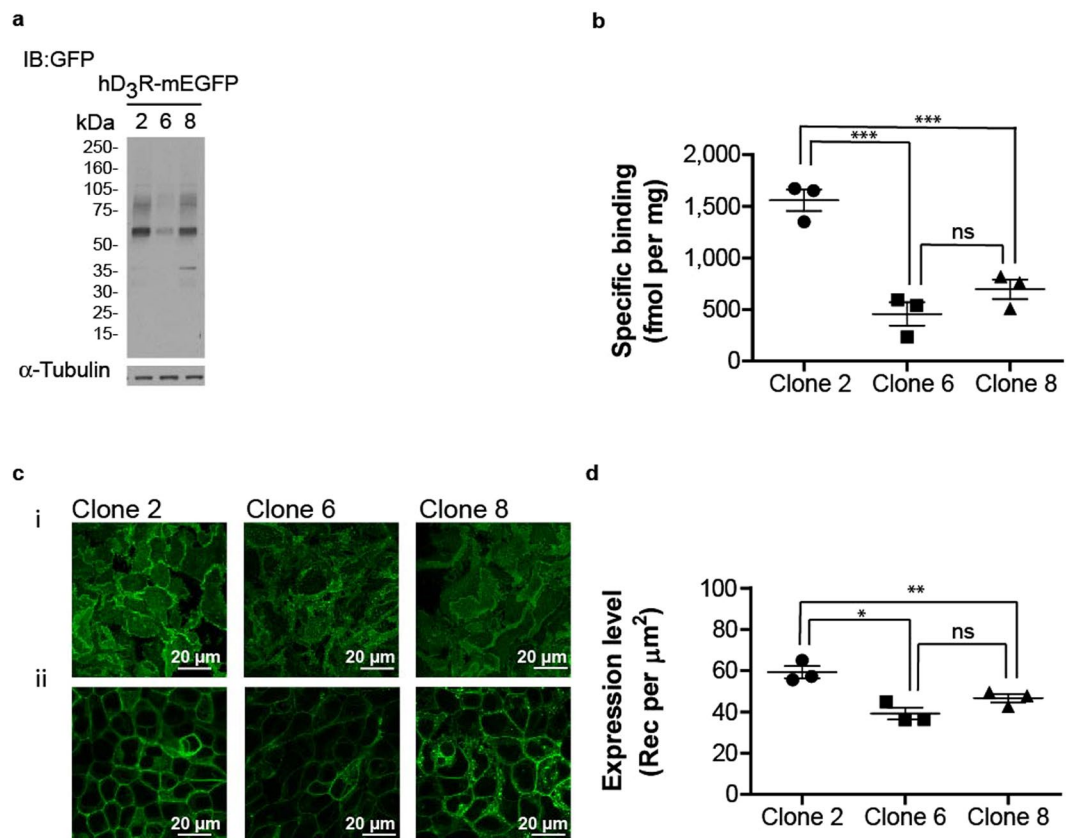 a
IB:GFP
hD3R-mEGFP
kDa 2 6 8
250-
160-
105-
75-
50-
35-
30-
25-
15-
α-Tubulin
b
Specific binding
(fmol per mg)
2,000
1,500
1,000
500
0
***
***
ns
Clone 2 Clone 6 Clone 8
c
Clone 2 Clone 6 Clone 8
i
20 µm 20 µm 20 µm
ii
20 µm 20 µm 20 µm
d
Expression level
(Rec per µm2)
100
80
60
40
20
0
**
*
ns
Clone 2 Clone 6 Clone 8